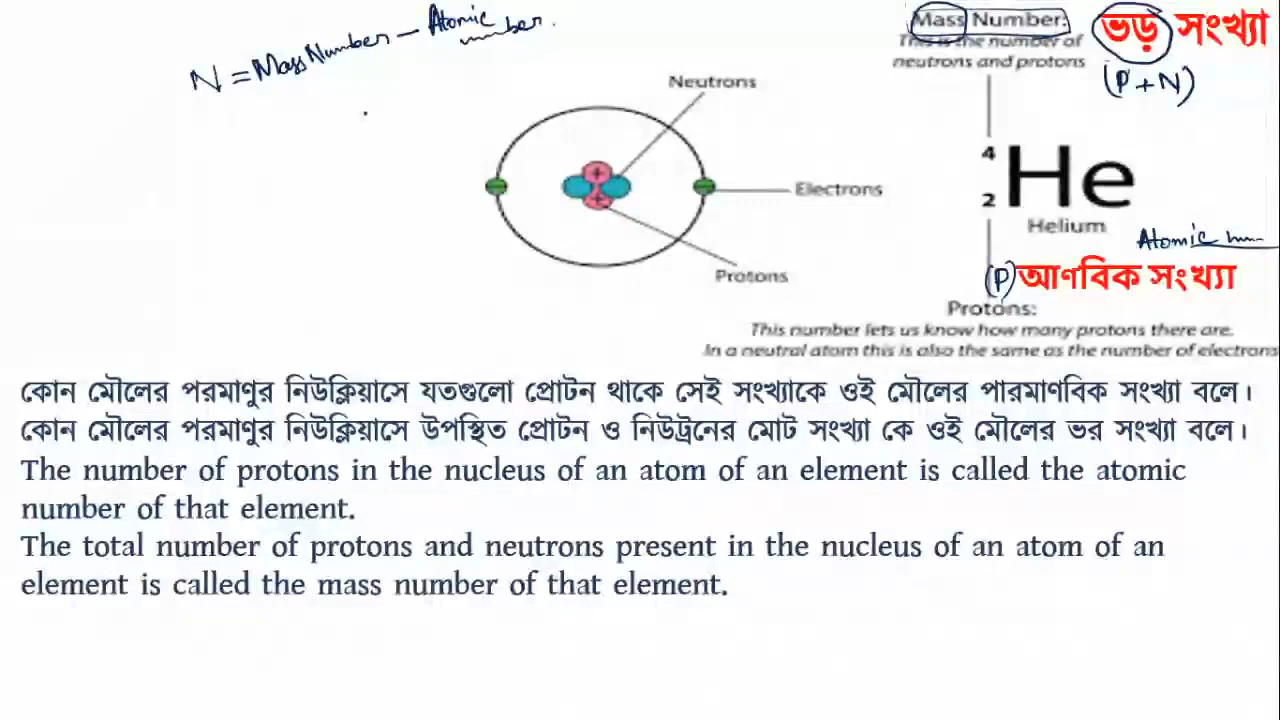 N = Mass Number - Atomic number.
Mass Number:
This is the number of
neutrons and protons
ভড় সংখ্যা
(P + N)
Neutrons
Electrons
Protons
4
2
He
Helium
Atomic
(P) আণবিক সংখ্যা
Protons:
This number lets us know how many protons there are.
In a neutral atom this is also the same as the number of electrons
কোন মৌলের পরমাণুর নিউক্লিয়াসে যতগুলো প্রোটন থাকে সেই সংখ্যাকে ওই মৌলের পারমাণবিক সংখ্যা বলে।
কোন মৌলের পরমাণুর নিউক্লিয়াসে উপস্থিত প্রোটন ও নিউট্রনের মোট সংখ্যা কে ওই মৌলের ভর সংখ্যা বলে।
The number of protons in the nucleus of an atom of an element is called the atomic
number of that element.
The total number of protons and neutrons present in the nucleus of an atom of an
element is called the mass number of that element.